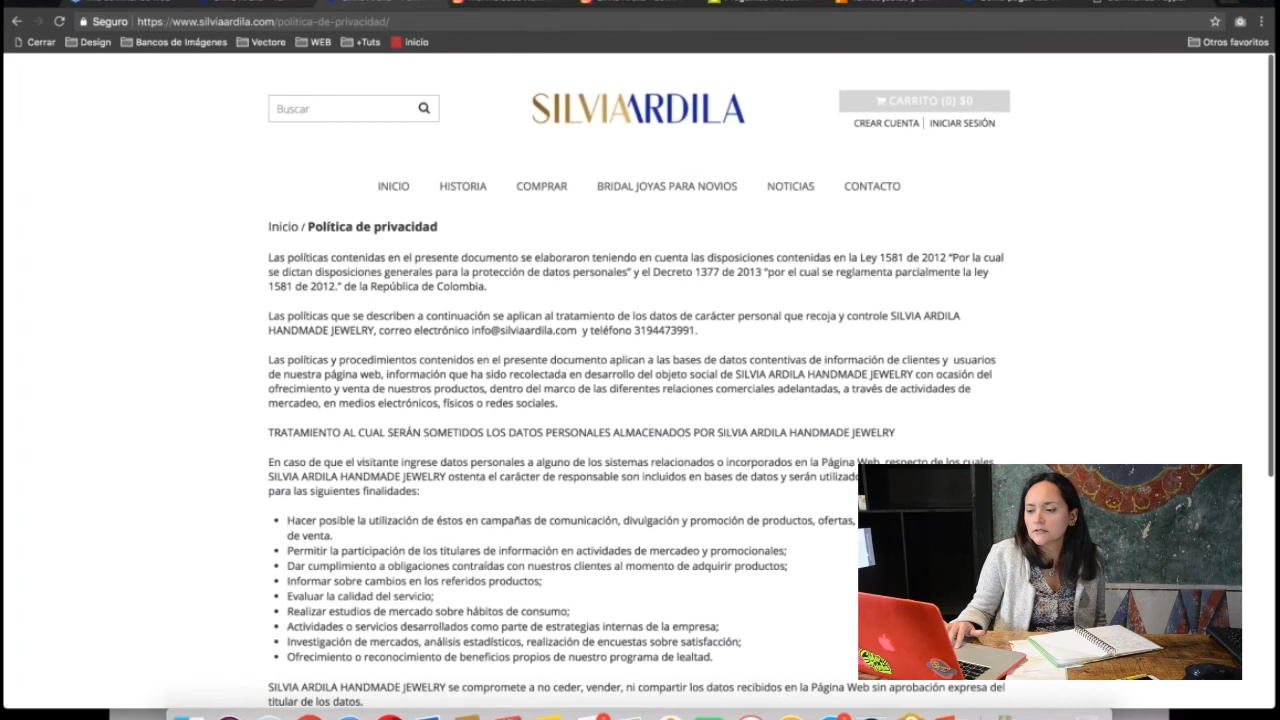 Seguro | https://www.silviaardila.com/politica-de-privacidad/
Cerrar Design Bancos de Imágenes Vectore WEB +Tuts inicio Otros favoritos
Buscar
SILVIAARDILA
CARRITO (0) $0
CREAR CUENTA | INICIAR SESIÓN
INICIO HISTORIA COMPRAR BRIDAL JOYAS PARA NOVIOS NOTICIAS CONTACTO
Inicio / Política de privacidad
Las políticas contenidas en el presente documento se elaboraron teniendo en cuenta las disposiciones contenidas en la Ley 1581 de 2012 “Por la cual
se dictan disposiciones generales para la protección de datos personales” y el Decreto 1377 de 2013 “por el cual se reglamenta parcialmente la ley
1581 de 2012.” de la República de Colombia.
Las políticas que se describen a continuación se aplican al tratamiento de los datos de carácter personal que recoja y controle SILVIA ARDILA
HANDMADE JEWELRY, correo electrónico info@silviaardila.com y teléfono 3194473991.
Las políticas y procedimientos contenidos en el presente documento aplican a las bases de datos contentivas de información de clientes y usuarios
de nuestra página web, información que ha sido recolectada en desarrollo del objeto social de SILVIA ARDILA HANDMADE JEWELRY con ocasión del
ofrecimiento y venta de nuestros productos, dentro del marco de las diferentes relaciones comerciales adelantadas, a través de actividades de
mercadeo, en medios electrónicos, físicos o redes sociales.
TRATAMIENTO AL CUAL SERÁN SOMETIDOS LOS DATOS PERSONALES ALMACENADOS POR SILVIA ARDILA HANDMADE JEWELRY
En caso de que el visitante ingrese datos personales a alguno de los sistemas relacionados o incorporados en la Página Web, respecto de los cuales
SILVIA ARDILA HANDMADE JEWELRY ostenta el carácter de responsable son incluidos en bases de datos y serán
para las siguientes finalidades:
• Hacer posible la utilización de éstos en campañas de comunicación, divulgación y promoción de productos, ofertas,
de venta.
• Permitir la participación de los titulares de información en actividades de mercadeo y promocionales;
• Dar cumplimiento a obligaciones contraídas con nuestros clientes al momento de adquirir productos;
• Informar sobre cambios en los referidos productos;
• Evaluar la calidad del servicio;
• Realizar estudios de mercado sobre hábitos de consumo;
• Actividades o servicios desarrollados como parte de estrategias internas de la empresa;
• Investigación de mercados, análisis estadísticos, realización de encuestas sobre satisfacción;
• Ofrecimiento o reconocimiento de beneficios propios de nuestro programa de lealtad.
SILVIA ARDILA HANDMADE JEWELRY se compromete a no ceder, vender, ni compartir los datos recibidos en la Página Web sin aprobación expresa del
titular de los datos.